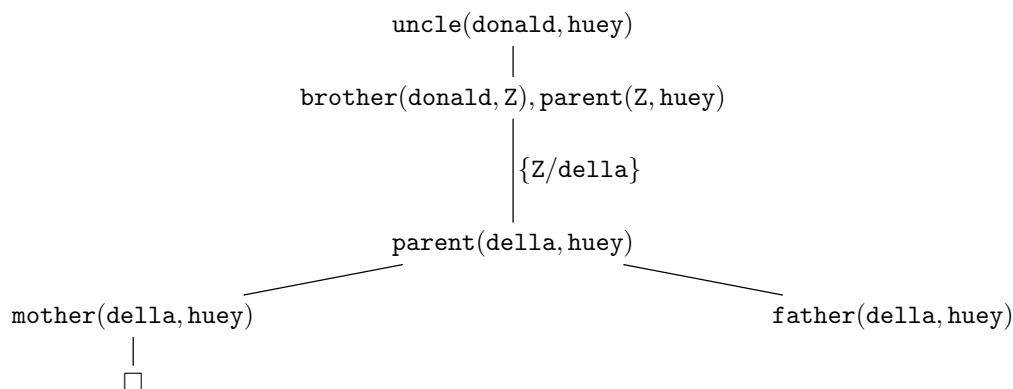 uncle(donald, huey)
brother(donald, Z), parent(Z, huey)
{Z/della}
parent(della, huey)
mother(della, huey)
father(della, huey)
□